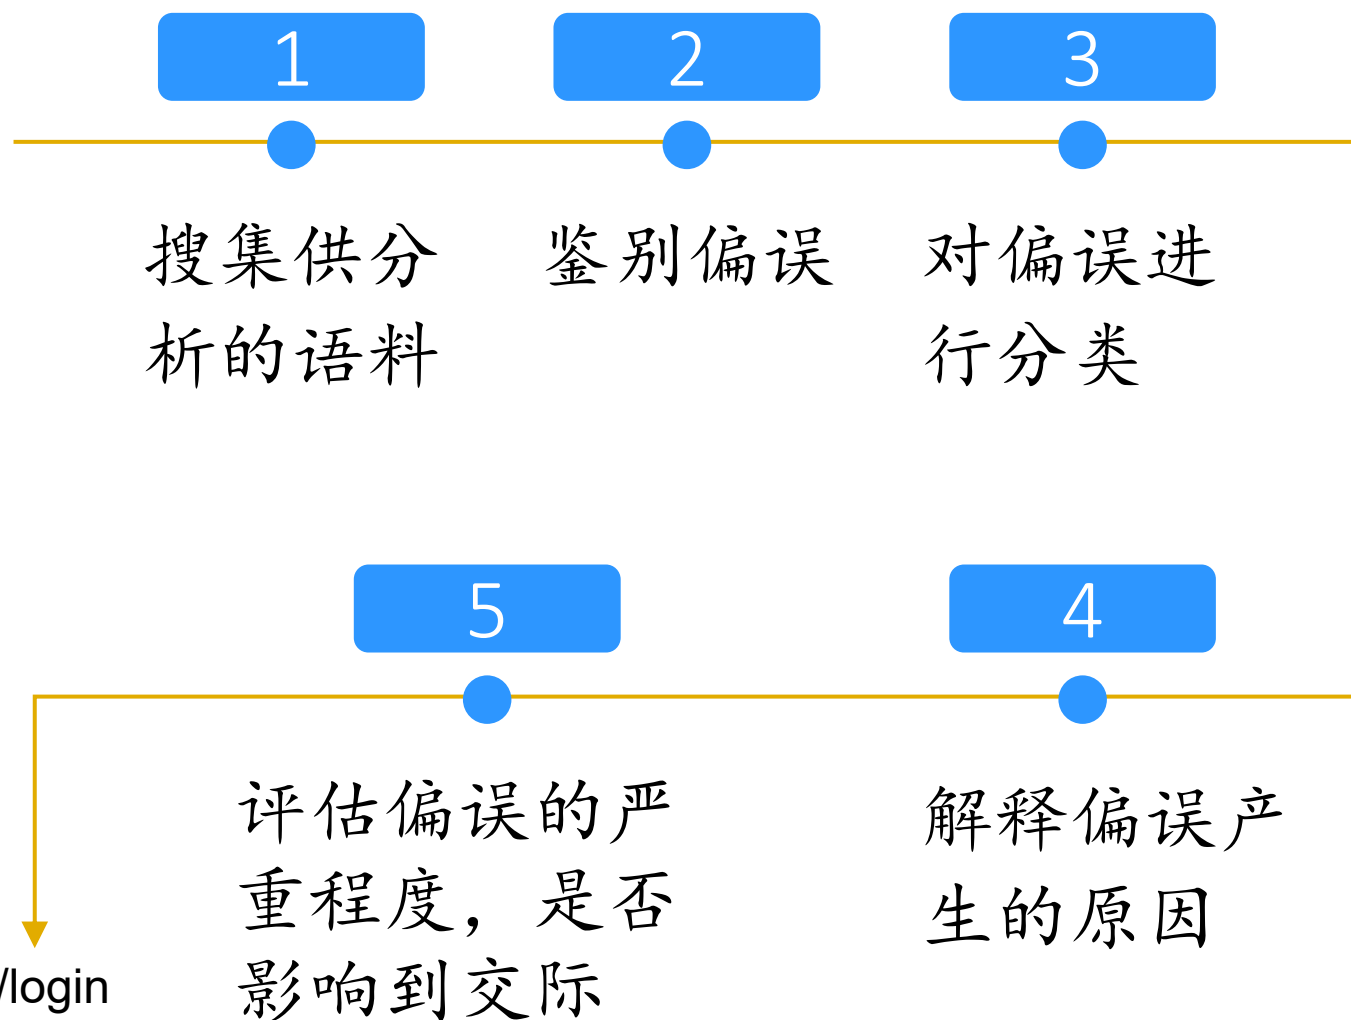 1
2
3
搜集供分
析的语料
鉴别偏误
对偏误进
行分类
5
4
评估偏误的严
重程度，是否
影响到交际
解释偏误产
生的原因
/login